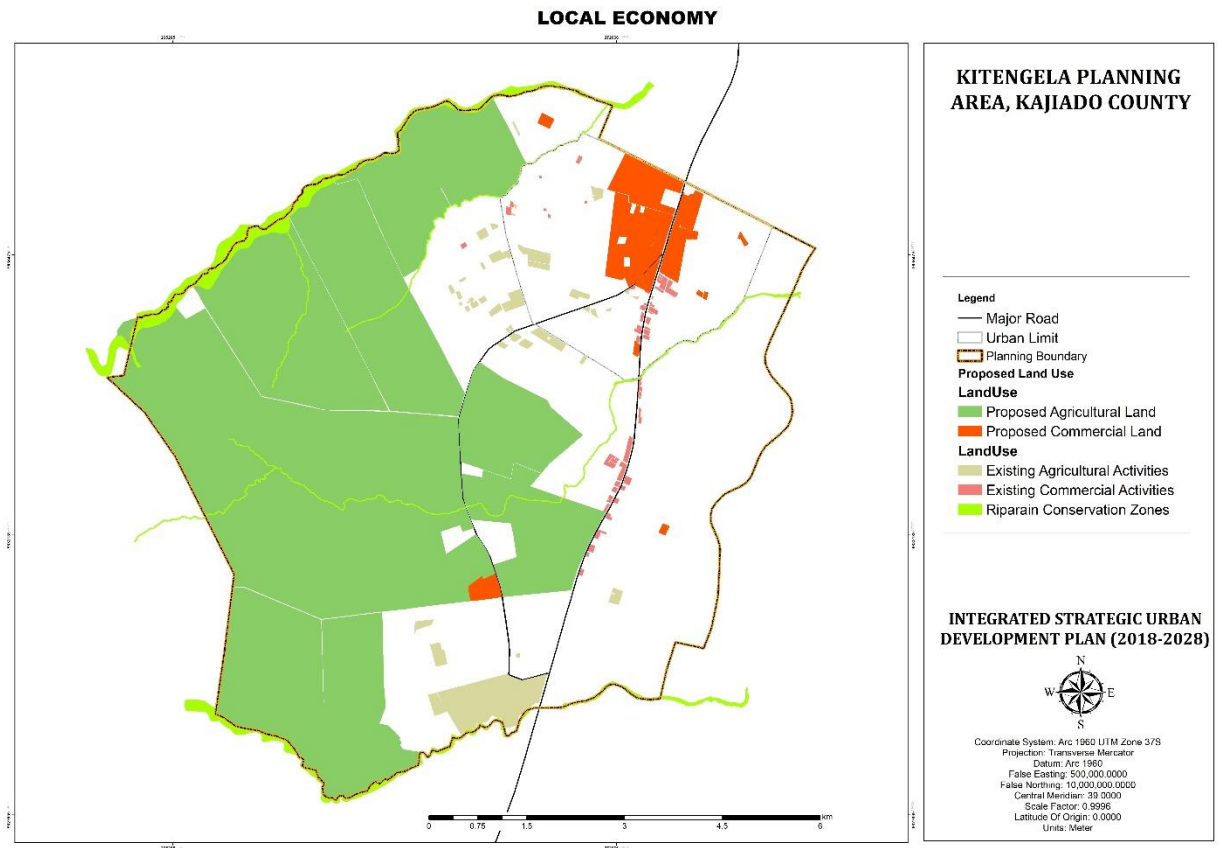 LOCAL ECONOMY
KITENGELA PLANNING
AREA, KAJIADO COUNTY
Legend
Major Road
Urban Limit
Planning Boundary
Proposed Land Use
LandUse
Proposed Agricultural Land
Proposed Commercial Land
LandUse
Existing Agricultural Activities
Existing Commercial Activities
Riparain Conservation Zones
INTEGRATED STRATEGIC URBAN
DEVELOPMENT PLAN (2018-2028)
N
W E
S
Coordinate System: Arc 1960 UTM Zone 37S
Projection: Transverse Mercator
Datum: Arc 1960
False Easting: 500,000.0000
False Northing: 10,000,000.0000
Central Meridian: 39.0000
Scale Factor: 0.9996
Latitude Of Origin: 0.0000
Units: Meter
km
0 0.75 1.5 3 4.5 6